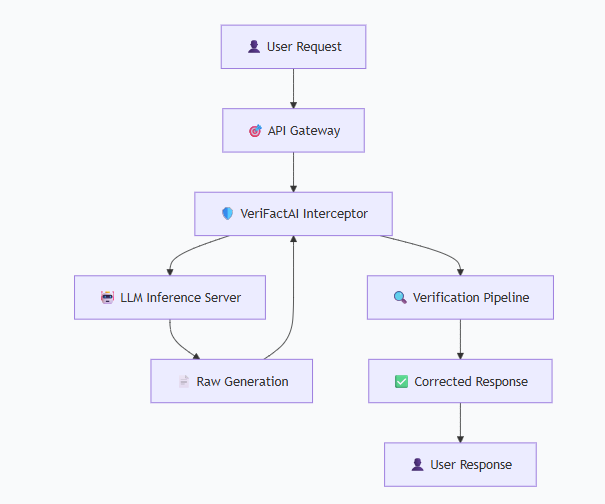 👤 User Request
🎯 API Gateway
🛡️ VeriFactAI Interceptor
🤖 LLM Inference Server
🔍 Verification Pipeline
📄 Raw Generation
✅ Corrected Response
👤 User Response